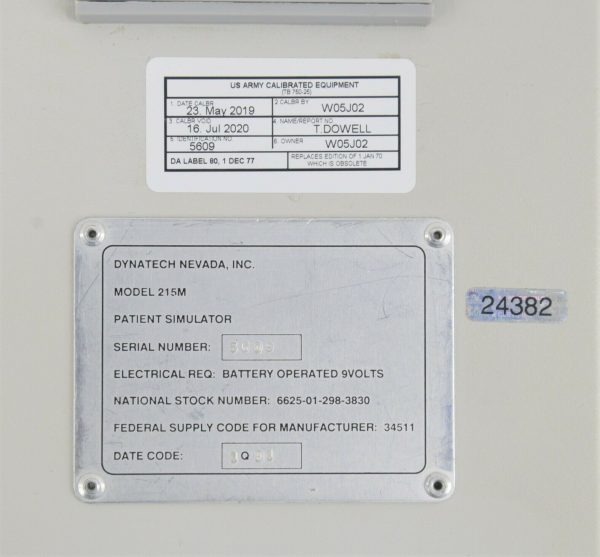 US ARMY CALIBRATED EQUIPMENT
(TB 750-25)
1. DATE CALBR
23. May 2019
2 CALBR BY
W05J02
3. CALBR VOID
16. Jul 2020
4. NAME/REPORT NO
T.DOWELL
5. IDENTIFICATION NO.
5609
6. OWNER
W05J02
DA LABEL 80, 1 DEC 77
REPLACES EDITION OF 1 JAN 70
WHICH IS OBSOLETE
DYNATECH NEVADA, INC.
MODEL 215M
PATIENT SIMULATOR
SERIAL NUMBER:
ELECTRICAL REQ: BATTERY OPERATED 9VOLTS
NATIONAL STOCK NUMBER: 6625-01-298-3830
FEDERAL SUPPLY CODE FOR MANUFACTURER: 34511
DATE CODE:
24382